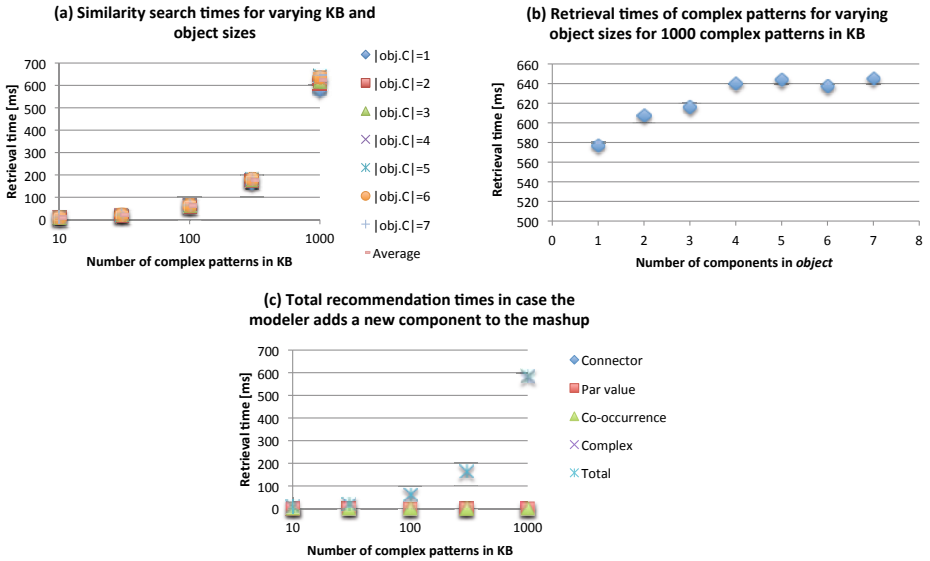 (a) Similarity search times for varying KB and
object sizes
Retrieval time [ms]
700
600
500
400
300
200
100
0
10
100
1000
Number of complex patterns in KB
|obj.C|=1
|obj.C|=2
|obj.C|=3
|obj.C|=4
|obj.C|=5
|obj.C|=6
|obj.C|=7
Average
(b) Retrieval times of complex patterns for varying
object sizes for 1000 complex patterns in KB
Retrieval time [ms]
660
640
620
600
580
560
540
520
500
0
1
2
3
4
5
6
7
8
Number of components in object
(c) Total recommendation times in case the
modeler adds a new component to the mashup
Retrieval time [ms]
700
600
500
400
300
200
100
0
10
100
1000
Number of complex patterns in KB
Connector
Par value
Co-occurrence
Complex
Total